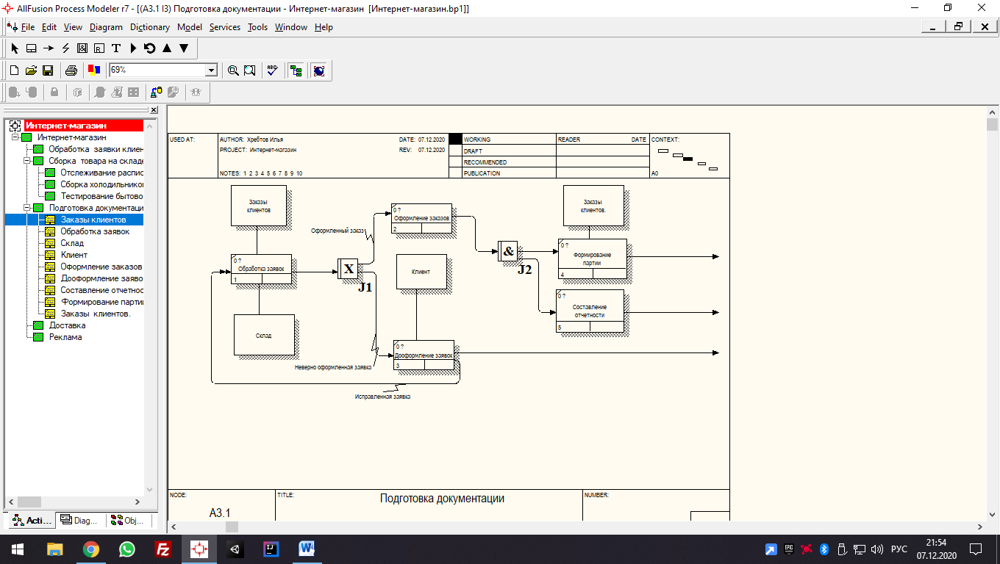 AllFusion Process Modeler r7 - [(A3.1 I3) Подготовка документации - Интернет-магазин [Интернет-магазин.bp1]]
File Edit View Diagram Dictionary Model Services Tools Window Help
69%
Интернет-магазин
Интернет-магазин
Обработка заявки клиен
Сборка товара на складе
Отслеживание распис
Сборка холодильников
Тестирование бытово
Подготовка документаци
Заказы клиентов
Обработка заявок
Склад
Клиент
Оформление заказов
Дооформление заявок
Составление отчетнос
Формирование партии
Заказы клиентов.
Доставка
Реклама
Acti...
Diag...
Obj...
USED AT:
AUTHOR: Хребтов Илья
PROJECT: Интернет-магазин
NOTES: 1 2 3 4 5 6 7 8 9 10
DATE: 07.12.2020
REV: 07.12.2020
WORKING
DRAFT
RECOMMENDED
PUBLICATION
READER DATE
CONTEXT:
A0
Заказы
клиентов
0 ?
Обработка заявок
1
Склад
X
J1
Оформленный заказ
0 ?
Оформление заказов
2
Клиент
Неверно оформленная заявка
0 ?
Дооформление заявок
3
Исправленная заявка
&
J2
Заказы
клиентов.
0 ?
Формирование
партии
4
0 ?
Составление
отчетности
5
NODE:
A3.1
TITLE:
Подготовка документации
NUMBER:
РУС
21:54
07.12.2020